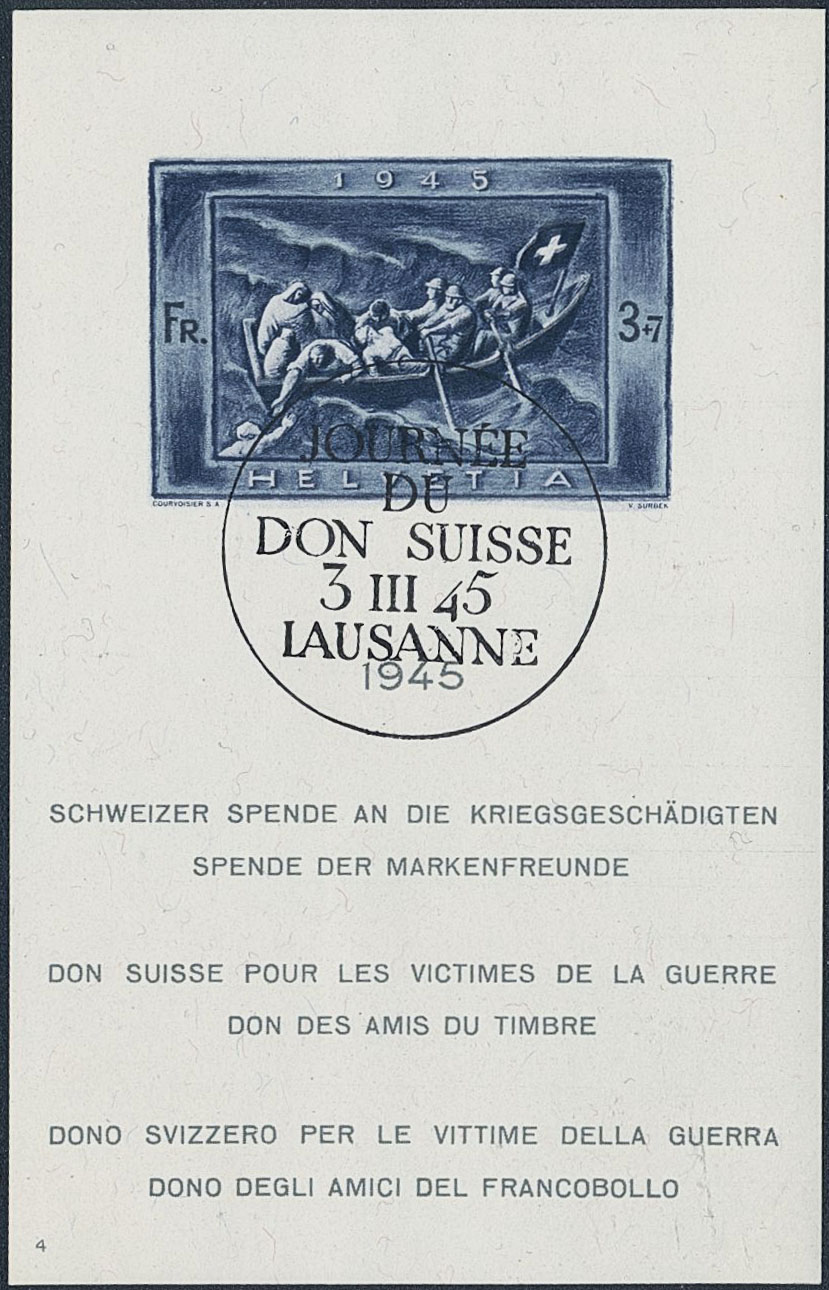 1945
FR. 3+7
HELVETIA
COURVOISIER S.A. V. SURBEK
JOURNÉE
DU
DON SUISSE
3 III 45
LAUSANNE
1945
SCHWEIZER SPENDE AN DIE KRIEGSGESCHÄDIGTEN
SPENDE DER MARKENFREUNDE
DON SUISSE POUR LES VICTIMES DE LA GUERRE
DON DES AMIS DU TIMBRE
DONO SVIZZERO PER LE VITTIME DELLA GUERRA
DONO DEGLI AMICI DEL FRANCOBOLLO
4